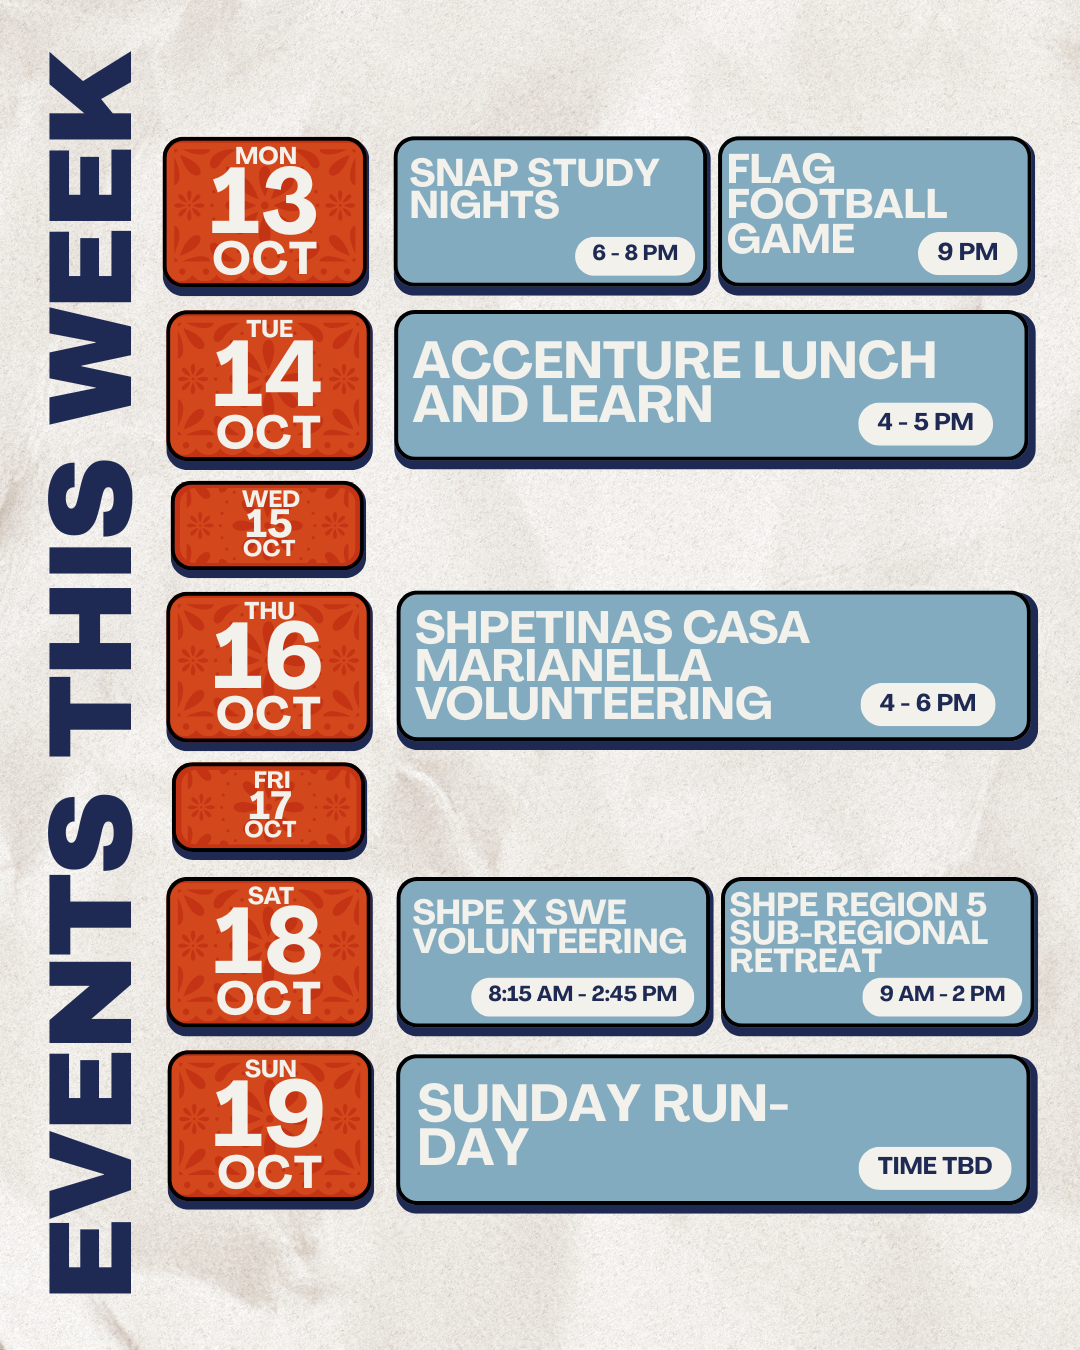 EVENTS THIS WEEK
MON
13
OCT
SNAP STUDY
NIGHTS
6 - 8 PM
FLAG
FOOTBALL
GAME
9 PM
TUE
14
OCT
ACCENTURE LUNCH
AND LEARN
4 - 5 PM
WED
15
OCT
THU
16
OCT
SHPETINAS CASA
MARIANELLA
VOLUNTEERING
4 - 6 PM
FRI
17
OCT
SAT
18
OCT
SHPE X SWE
VOLUNTEERING
8:15 AM - 2:45 PM
SHPE REGION 5
SUB-REGIONAL
RETREAT
9 AM - 2 PM
SUN
19
OCT
SUNDAY RUN-
DAY
TIME TBD